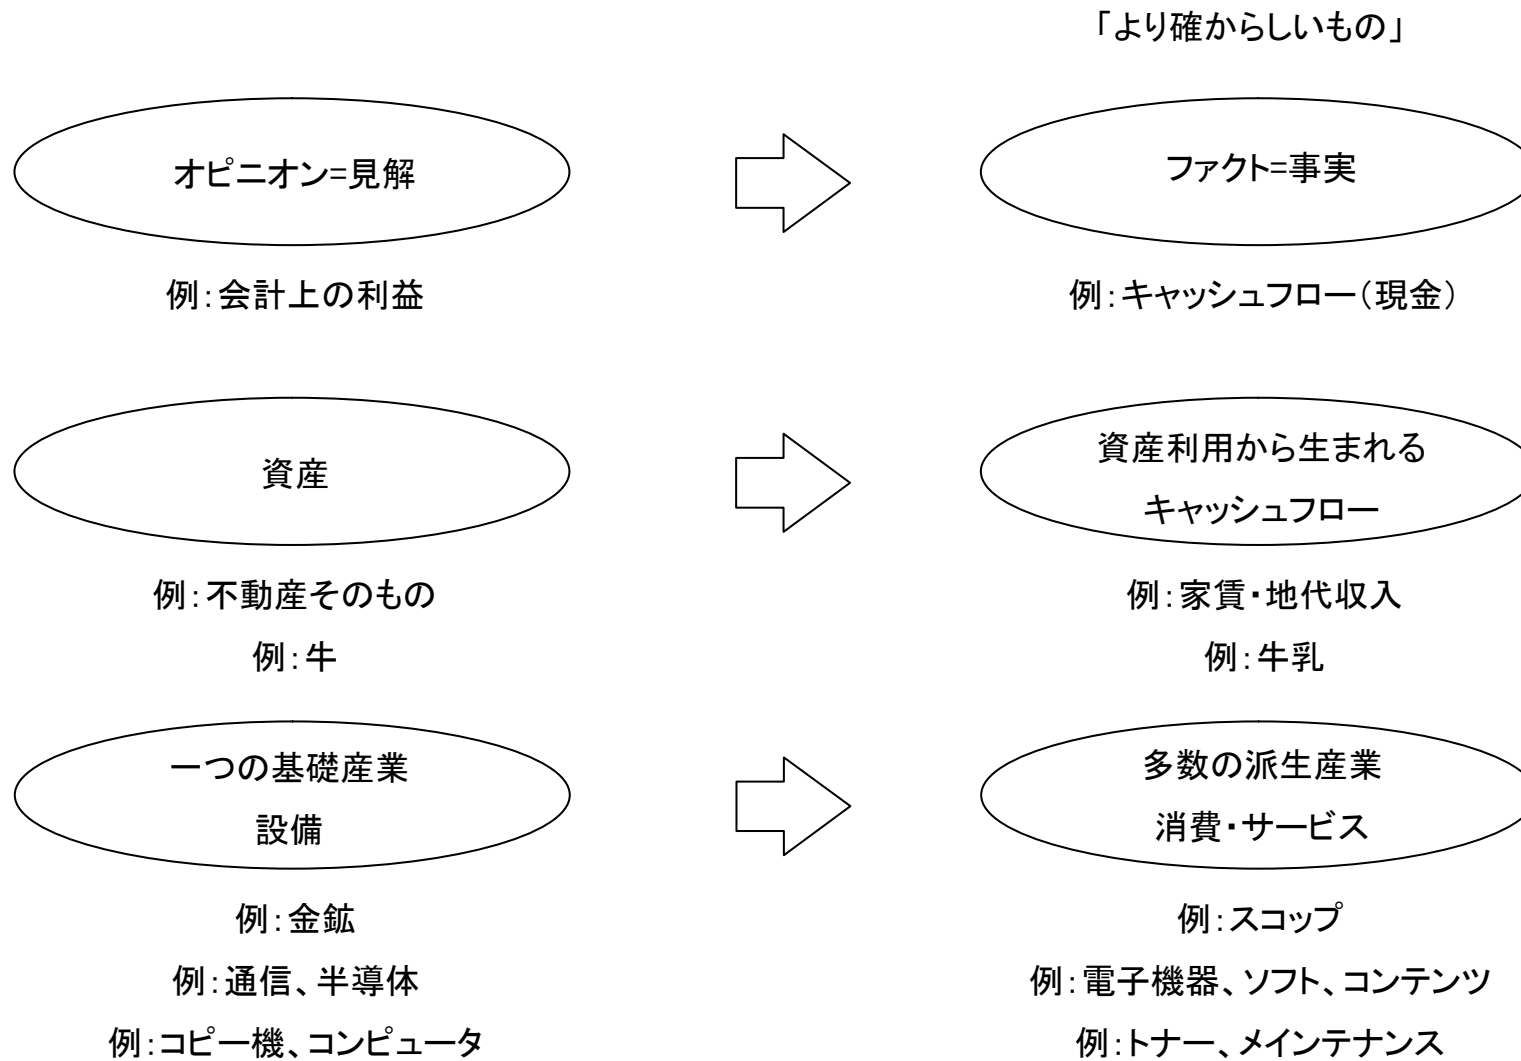 「より確からしいもの」
オピニオン=見解
ファクト=事実
例:会計上の利益
例:キャッシュフロー(現金)
資産
資産利用から生まれる
キャッシュフロー
例:不動産そのもの
例:家賃・地代収入
例:牛
例:牛乳
一つの基礎産業
設備
多数の派生産業
消費・サービス
例:金鉱
例:スコップ
例:通信、半導体
例:電子機器、ソフト、コンテンツ
例:コピー機、コンピュータ
例:トナー、メインテナンス